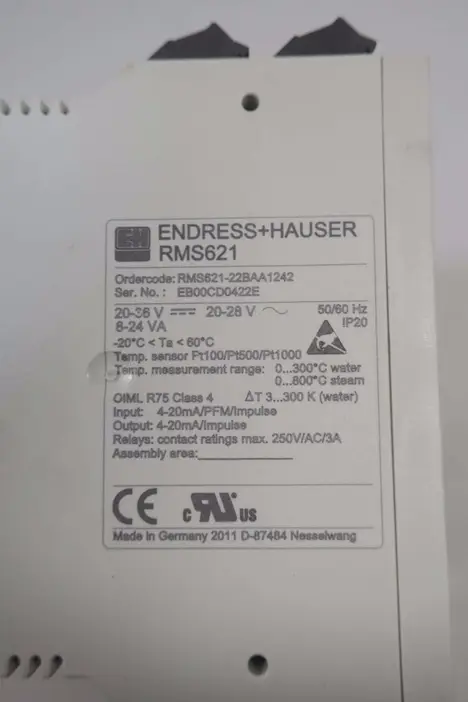 EH
ENDRESS+HAUSER
RMS621
Ordercode: RMS621-22BAA1242
Ser. No. : EB00CD0422E
20-36 V ⎓ 20-28 V ~ 50/60 Hz
8-24 VA IP20
-20°C < Ta < 60°C
Temp. sensor Pt100/Pt500/Pt1000
Temp. measurement range: 0...300°C water
0...800°C steam
OIML R75 Class 4 ΔT 3...300 K (water)
Input: 4-20mA/PFM/Impulse
Output: 4-20mA/Impulse
Relays: contact ratings max. 250V/AC/3A
Assembly area:
CE c RU US
Made in Germany 2011 D-87484 Nesselwang